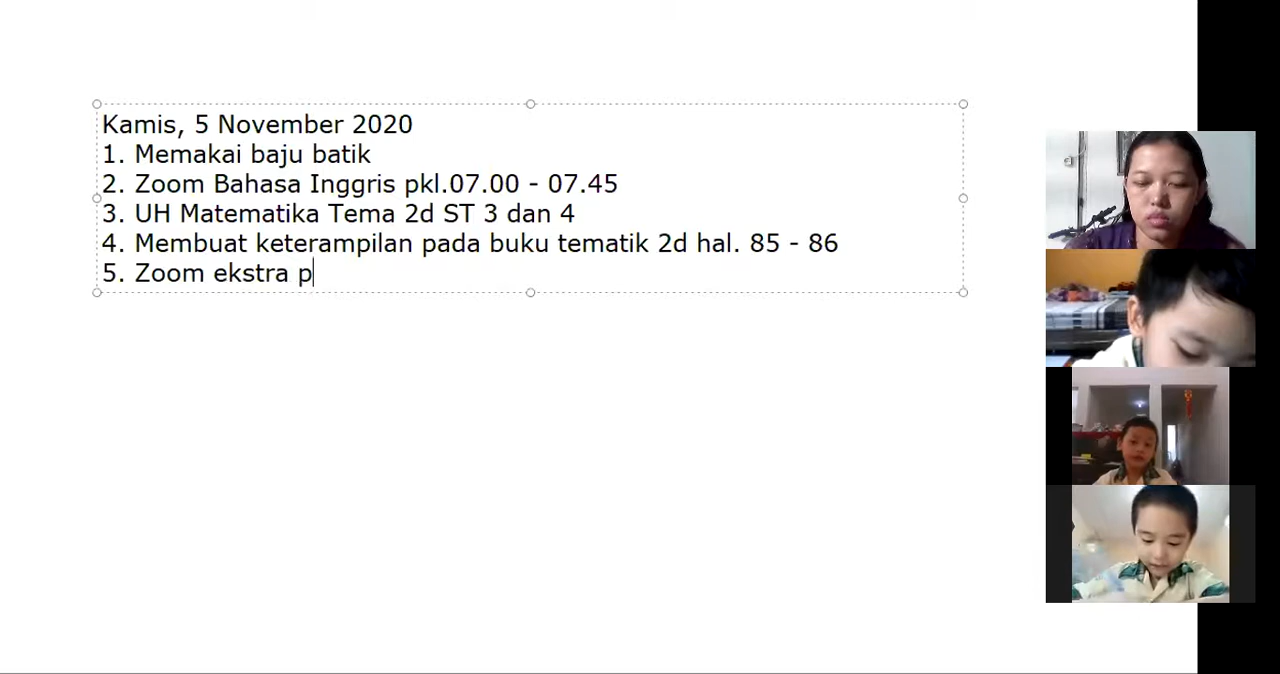 Kamis, 5 November 2020
1. Memakai baju batik
2. Zoom Bahasa Inggris pkl.07.00 - 07.45
3. UH Matematika Tema 2d ST 3 dan 4
4. Membuat keterampilan pada buku tematik 2d hal. 85 - 86
5. Zoom ekstra p